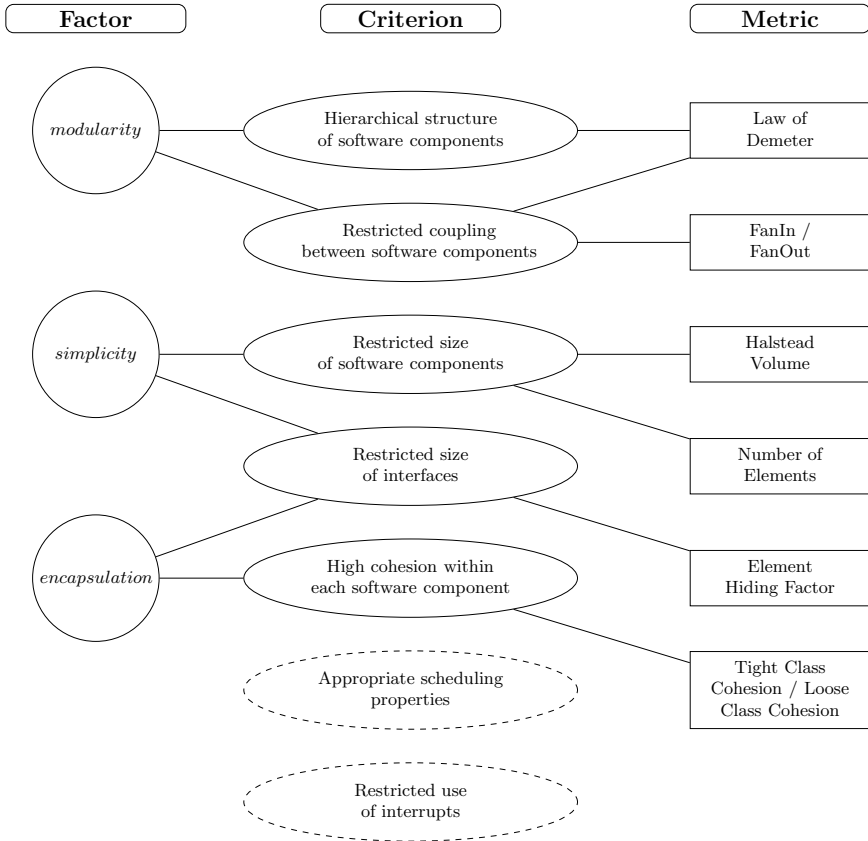 Factor
Criterion
Metric
modularity
Hierarchical structure
of software components
Law of
Demeter
Restricted coupling
between software components
FanIn /
FanOut
simplicity
Restricted size
of software components
Halstead
Volume
Restricted size
of interfaces
Number of
Elements
encapsulation
High cohesion within
each software component
Element
Hiding Factor
Appropriate scheduling
properties
Tight Class
Cohesion / Loose
Class Cohesion
Restricted use
of interrupts